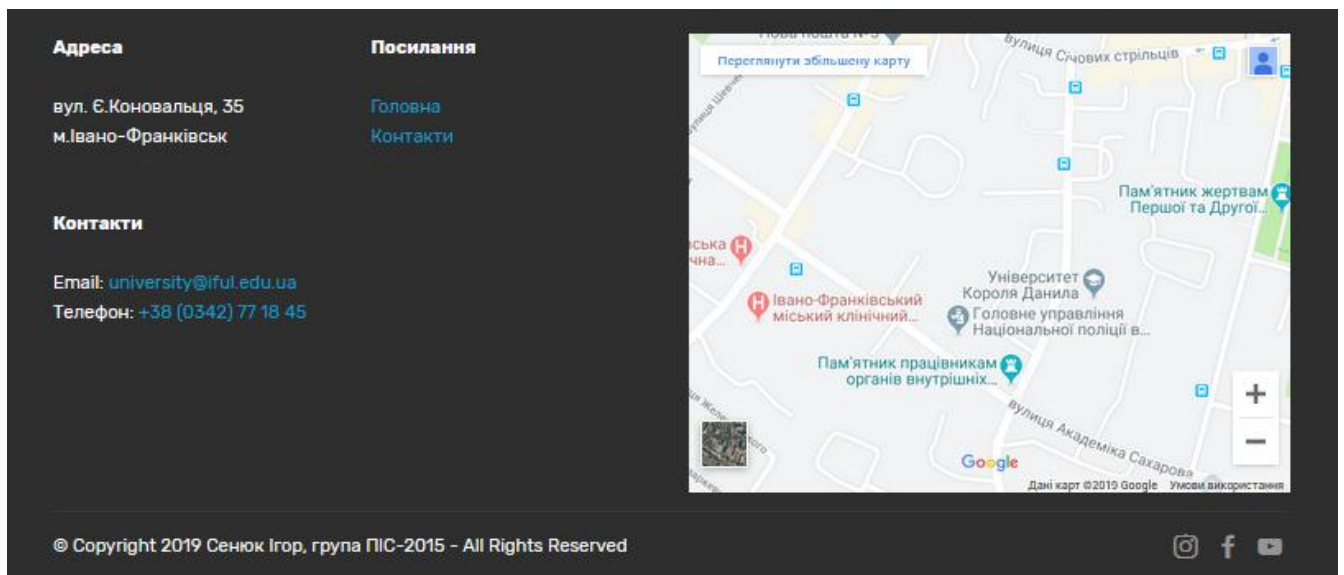 Адреса
вул. Є.Коновальця, 35
м.Івано-Франківськ
Контакти
Email: university@iful.edu.ua
Телефон: +38 (0342) 77 18 45
Посилання
Головна
Контакти
Переглянути збільшену карту
вулиця Січових стрільців
Пам'ятник жертвам
Першої та Другої...
Університет
Короля Данила
Івано-Франківський
міський клінічний...
Головне управління
Національної поліції в...
Пам'ятник працівникам
органів внутрішніх...
вулиця Академіка Сахарова
Google
Дані карт ©2019 Google Умови використання
© Copyright 2019 Сенюк Ігор, група ПІС-2015 - All Rights Reserved